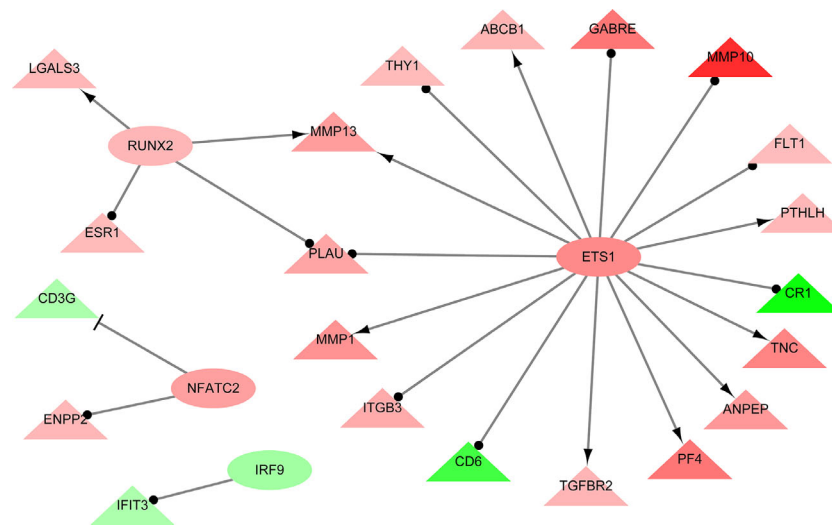 ABCB1
GABRE
MMP10
THY1
LGALS3
RUNX2
MMP13
FLT1
PTHLH
ESR1
PLAU
ETS1
CD3G
CR1
MMP1
TNC
NFATC2
ITGB3
ANPEP
ENPP2
CD6
PF4
IRF9
TGFBR2
IFIT3